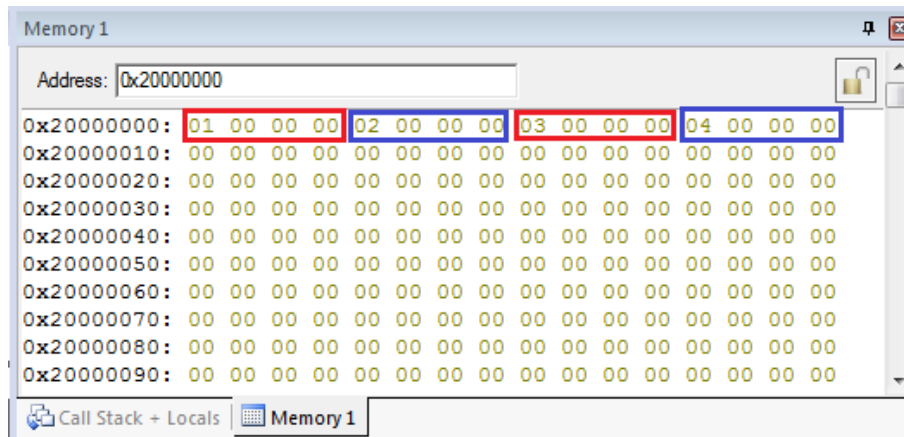 Memory 1
Address: 0x20000000
0x20000000: 01 00 00 00 02 00 00 00 03 00 00 00 04 00 00 00
0x20000010: 00 00 00 00 00 00 00 00 00 00 00 00 00 00 00 00
0x20000020: 00 00 00 00 00 00 00 00 00 00 00 00 00 00 00 00
0x20000030: 00 00 00 00 00 00 00 00 00 00 00 00 00 00 00 00
0x20000040: 00 00 00 00 00 00 00 00 00 00 00 00 00 00 00 00
0x20000050: 00 00 00 00 00 00 00 00 00 00 00 00 00 00 00 00
0x20000060: 00 00 00 00 00 00 00 00 00 00 00 00 00 00 00 00
0x20000070: 00 00 00 00 00 00 00 00 00 00 00 00 00 00 00 00
0x20000080: 00 00 00 00 00 00 00 00 00 00 00 00 00 00 00 00
0x20000090: 00 00 00 00 00 00 00 00 00 00 00 00 00 00 00 00
Call Stack + Locals Memory 1